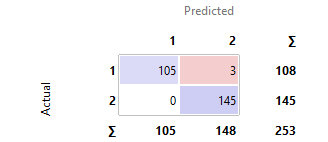 Predicted
1 2 Σ
Actual
1 105 3 108
2 0 145 145
Σ 105 148 253